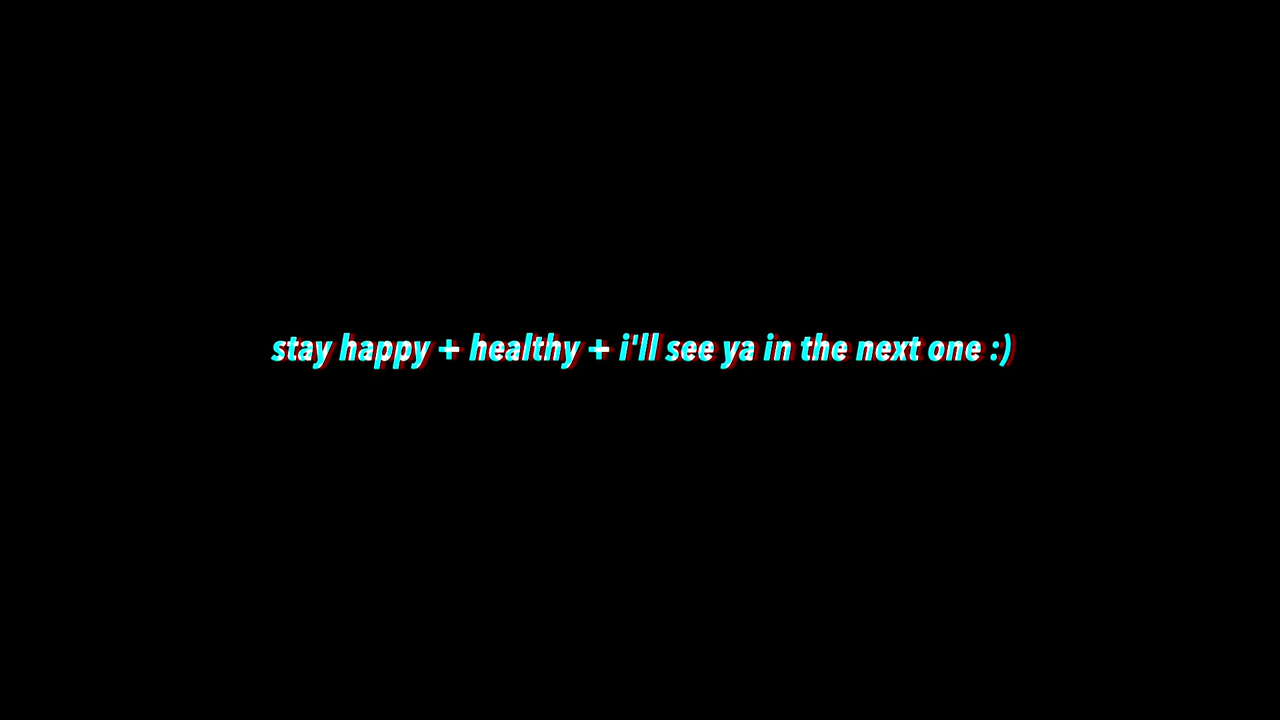 stay happy + healthy + i'll see ya in the next one :)